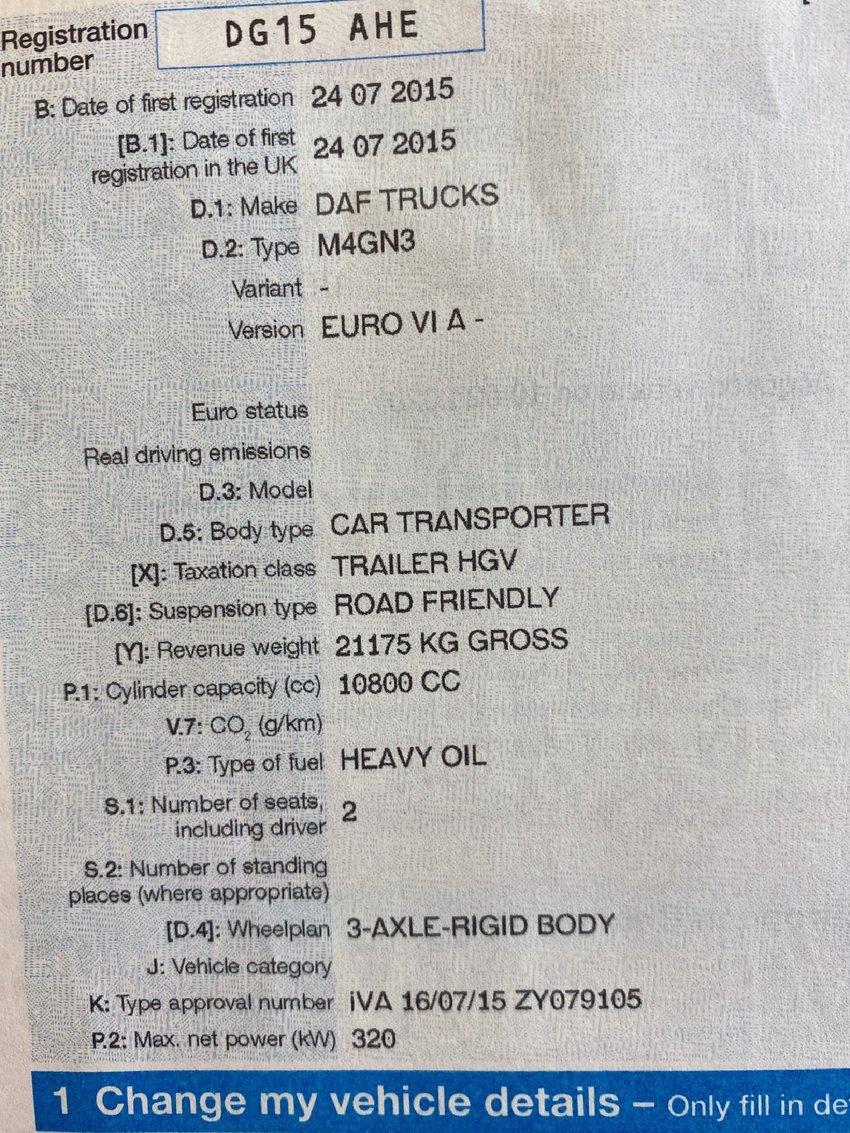 Registration number DG15 AHE
B: Date of first registration 24 07 2015
[B.1]: Date of first registration in the UK 24 07 2015
D.1: Make DAF TRUCKS
D.2: Type M4GN3
Variant -
Version EURO VI A -
Euro status
Real driving emissions
D.3: Model
D.5: Body type CAR TRANSPORTER
[X]: Taxation class TRAILER HGV
[D.6]: Suspension type ROAD FRIENDLY
[Y]: Revenue weight 21175 KG GROSS
P.1: Cylinder capacity (cc) 10800 CC
V.7: CO₂ (g/km)
P.3: Type of fuel HEAVY OIL
S.1: Number of seats, including driver 2
S.2: Number of standing places (where appropriate)
[D.4]: Wheelplan 3-AXLE-RIGID BODY
J: Vehicle category
K: Type approval number iVA 16/07/15 ZY079105
P.2: Max. net power (kW) 320
1 Change my vehicle details – Only fill in